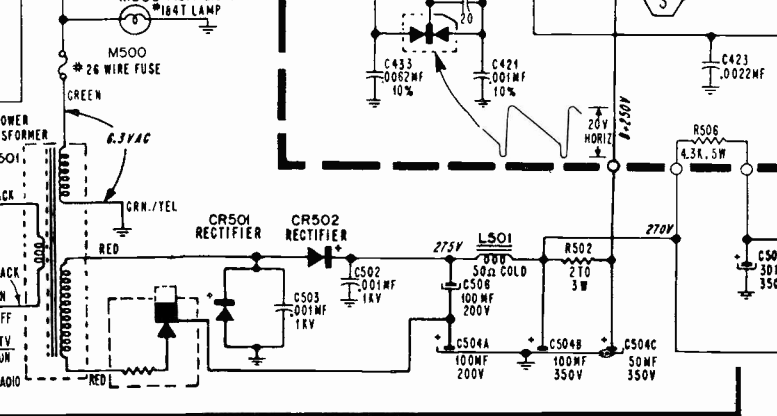 #1847 LAMP
M500
#26 WIRE FUSE
GREEN
6.3VAC
GRN./YEL
RED
RED
CR501
RECTIFIER
CR502
RECTIFIER
C503
.001MF
1KV
C502
.001MF
1KV
275V
C506
100MF
200V
L501
50Ω COLD
C504A
100MF
200V
C504B
100MF
350V
C504C
50MF
350V
R502
270
3W
270V
20
C433
.0062MF
10%
C421
.001MF
10%
20V
HORIZ
B+250V
3
C423
.0022MF
R506
4.3K, 5W